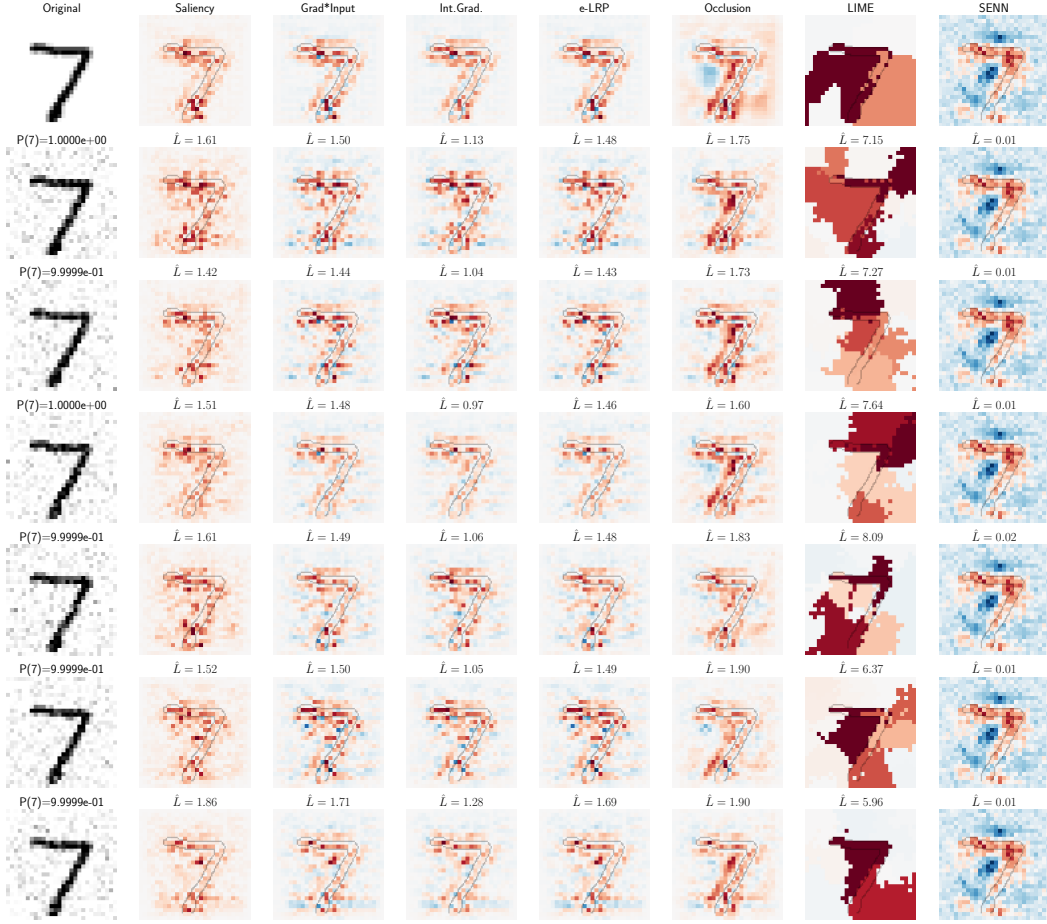 Original Saliency Grad*Input Int.Grad. e-LRP Occlusion LIME SENN
P(7)=1.0000e+00 L̂ = 1.61 L̂ = 1.50 L̂ = 1.13 L̂ = 1.48 L̂ = 1.75 L̂ = 7.15 L̂ = 0.01
P(7)=9.9999e-01 L̂ = 1.42 L̂ = 1.44 L̂ = 1.04 L̂ = 1.43 L̂ = 1.73 L̂ = 7.27 L̂ = 0.01
P(7)=1.0000e+00 L̂ = 1.51 L̂ = 1.48 L̂ = 0.97 L̂ = 1.46 L̂ = 1.60 L̂ = 7.64 L̂ = 0.01
P(7)=9.9999e-01 L̂ = 1.61 L̂ = 1.49 L̂ = 1.06 L̂ = 1.48 L̂ = 1.83 L̂ = 8.09 L̂ = 0.02
P(7)=9.9999e-01 L̂ = 1.52 L̂ = 1.50 L̂ = 1.05 L̂ = 1.49 L̂ = 1.90 L̂ = 6.37 L̂ = 0.01
P(7)=9.9999e-01 L̂ = 1.86 L̂ = 1.71 L̂ = 1.28 L̂ = 1.69 L̂ = 1.90 L̂ = 5.96 L̂ = 0.01